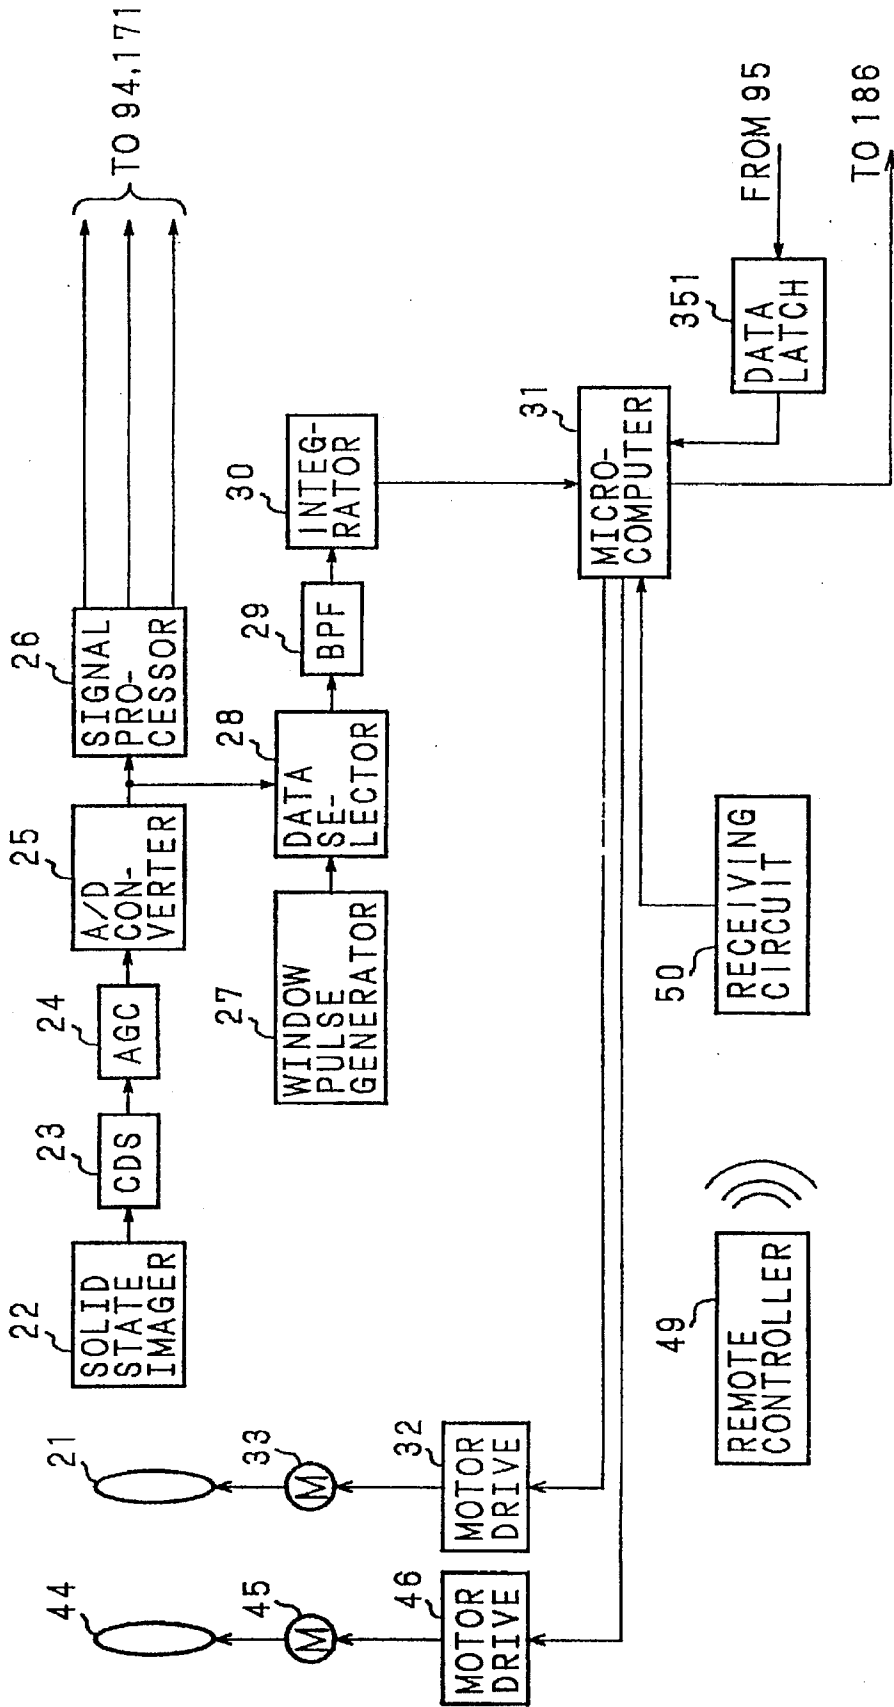 44
21
22
SOLID
STATE
IMAGER
23
CDS
24
AGC
25
A/D
CON-
VERTER
26
SIGNAL
PRO-
CESSOR
TO 94,171
45
M
33
M
27
WINDOW
PULSE
GENERATOR
28
DATA
SE-
LECTOR
29
BPF
30
INTEG-
RATOR
46
MOTOR
DRIVE
32
MOTOR
DRIVE
31
MICRO-
COMPUTER
49
REMOTE
CONTROLLER
50
RECEIVING
CIRCUIT
351
DATA
LATCH
FROM 95
TO 186